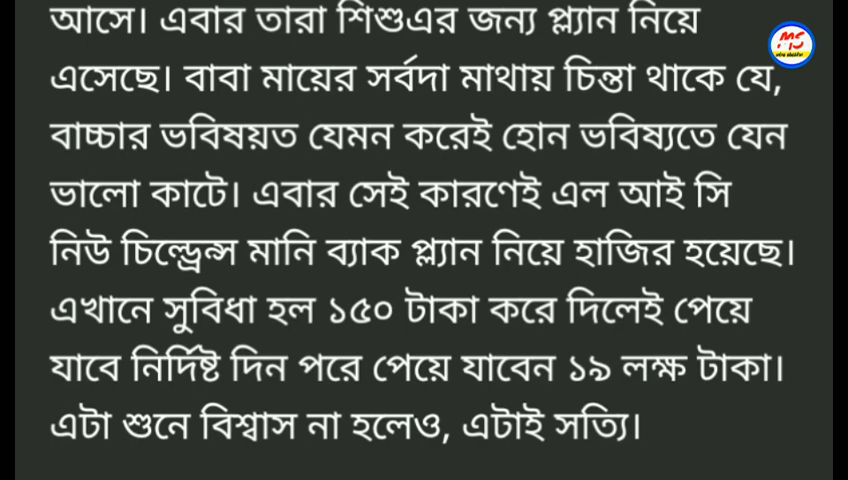 আসে। এবার তারা শিশুএর জন্য প্ল্যান নিয়ে
এসেছে। বাবা মায়ের সর্বদা মাথায় চিন্তা থাকে যে,
বাচ্চার ভবিষয়ত যেমন করেই হোন ভবিষ্যতে যেন
ভালো কাটে। এবার সেই কারণেই এল আই সি
নিউ চিল্ড্রেন্স মানি ব্যাক প্ল্যান নিয়ে হাজির হয়েছে।
এখানে সুবিধা হল ১৫০ টাকা করে দিলেই পেয়ে
যাবে নির্দিষ্ট দিন পরে পেয়ে যাবেন ১৯ লক্ষ টাকা।
এটা শুনে বিশ্বাস না হলেও, এটাই সত্যি।